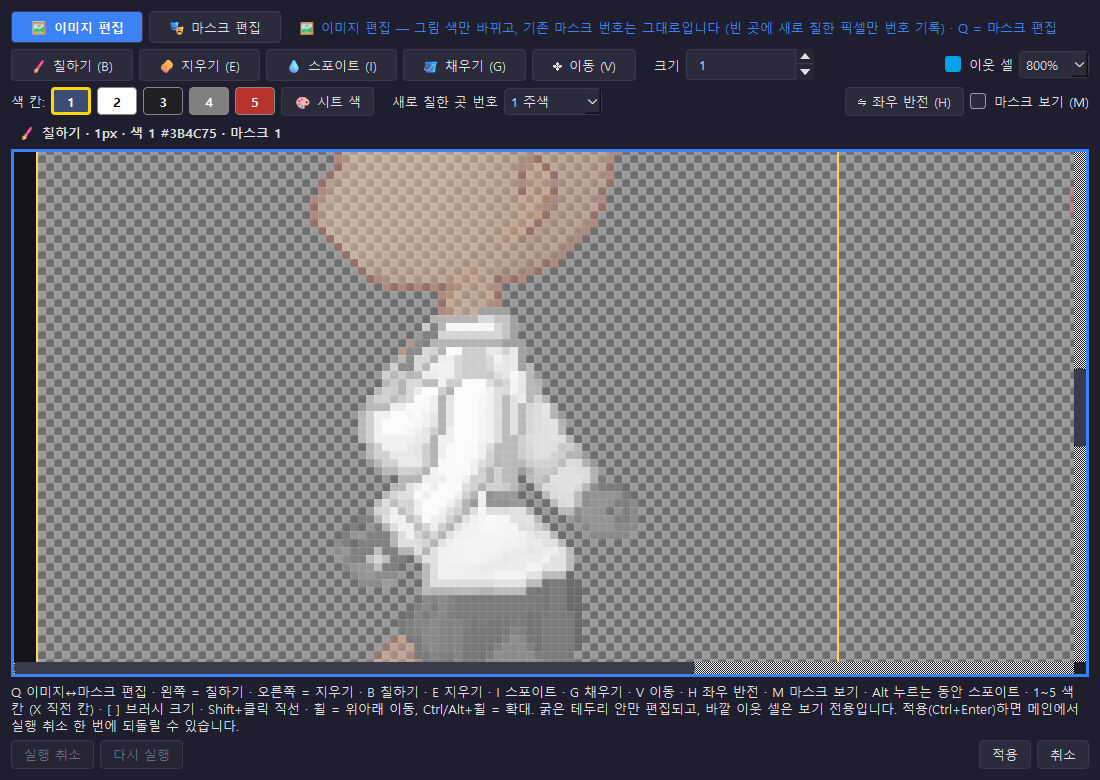 이미지 편집 마스크 편집 이미지 편집 — 그림 색만 바뀌고, 기존 마스크 번호는 그대로입니다 (빈 곳에 새로 칠한 픽셀만 번호 기록) · Q = 마스크 편집
칠하기 (B) 지우기 (E) 스포이트 (I) 채우기 (G) 이동 (V) 크기 1 이웃 셀 800%
색 칸: 1 2 3 4 5 시트 색 새로 칠한 곳 번호 1 주색 ⇋ 좌우 반전 (H) 마스크 보기 (M)
칠하기 · 1px · 색 1 #3B4C75 · 마스크 1
Q 이미지↔마스크 편집 · 왼쪽 = 칠하기 · 오른쪽 = 지우기 · B 칠하기 · E 지우기 · I 스포이트 · G 채우기 · V 이동 · H 좌우 반전 · M 마스크 보기 · Alt 누르는 동안 스포이트 · 1~5 색
칸 (X 직전 칸) · [ ] 브러시 크기 · Shift+클릭 직선 · 휠 = 위아래 이동, Ctrl/Alt+휠 = 확대. 굵은 테두리 안만 편집되고, 바깥 이웃 셀은 보기 전용입니다. 적용(Ctrl+Enter)하면 메인에서
실행 취소 한 번에 되돌릴 수 있습니다.
실행 취소 다시 실행 적용 취소